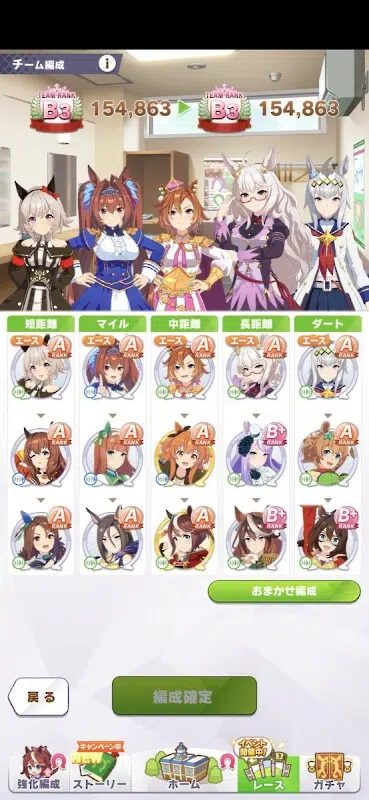 チーム編成 i
TEAM RANK B3 154,863 TEAM RANK B3 154,863
短距離 マイル 中距離 長距離 ダート
エース A RANK エース A RANK エース A RANK エース A RANK エース A RANK
A RANK A RANK A RANK B+ RANK A RANK
A RANK A RANK A RANK B+ RANK B+ RANK
おまかせ編成
戻る 編成確定
キャンペーン中 イベント開催中!
NEW
強化編成 ストーリー ホーム レース ガチャ